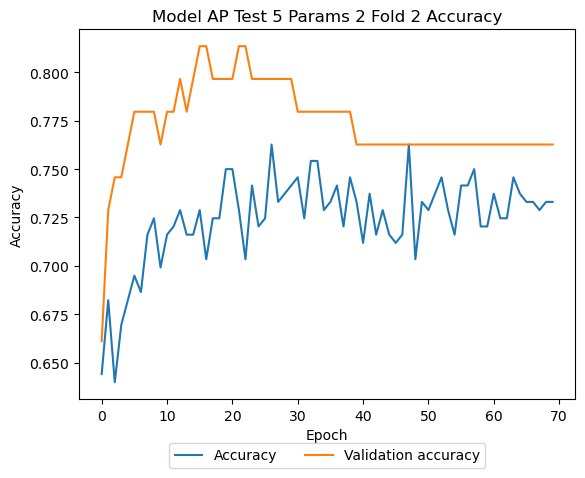 Model AP Test 5 Params 2 Fold 2 Accuracy
0.800
0.775
0.750
0.725
0.700
0.675
0.650
Accuracy
0 10 20 30 40 50 60 70
Epoch
Accuracy Validation accuracy